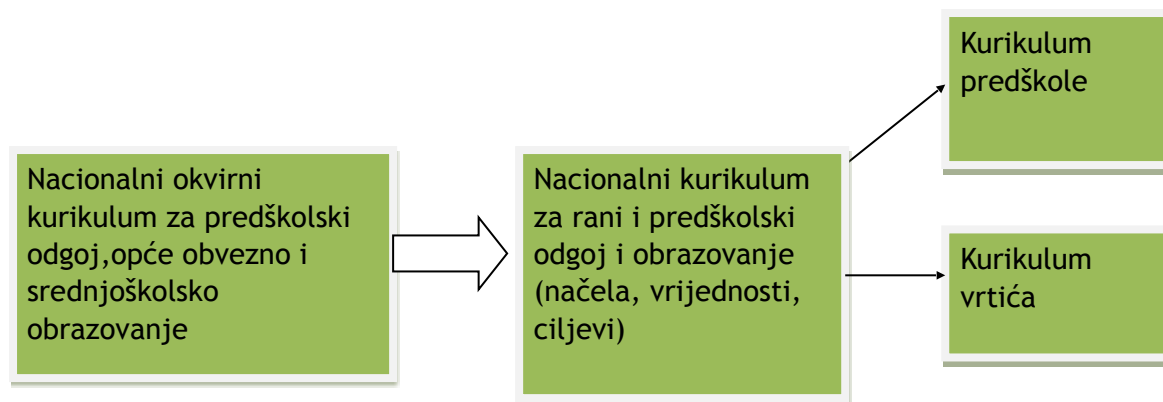 Nacionalni okvirni
kurikulum za predškolski
odgoj,opće obvezno i
srednjoškolsko
obrazovanje
Nacionalni kurikulum
za rani i predškolski
odgoj i obrazovanje
(načela, vrijednosti,
ciljevi)
Kurikulum
predškole
Kurikulum
vrtića